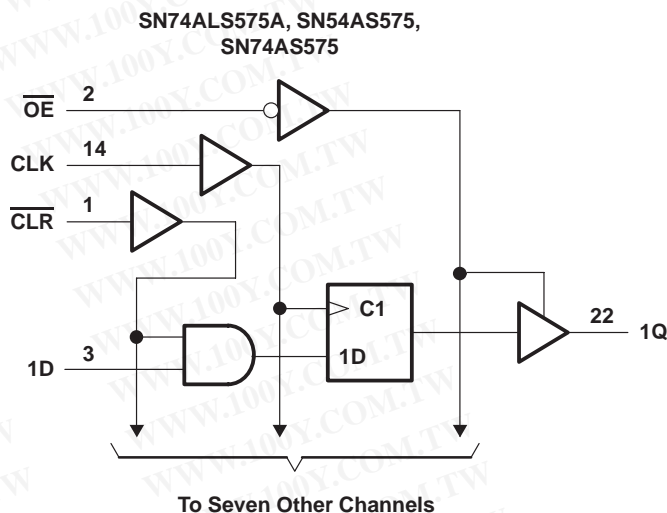 SN74ALS575A, SN54AS575,
SN74AS575
OE 2
CLK 14
CLR 1
C1
1D
1D 3
22 1Q
To Seven Other Channels
WWW.100Y.COM.TW